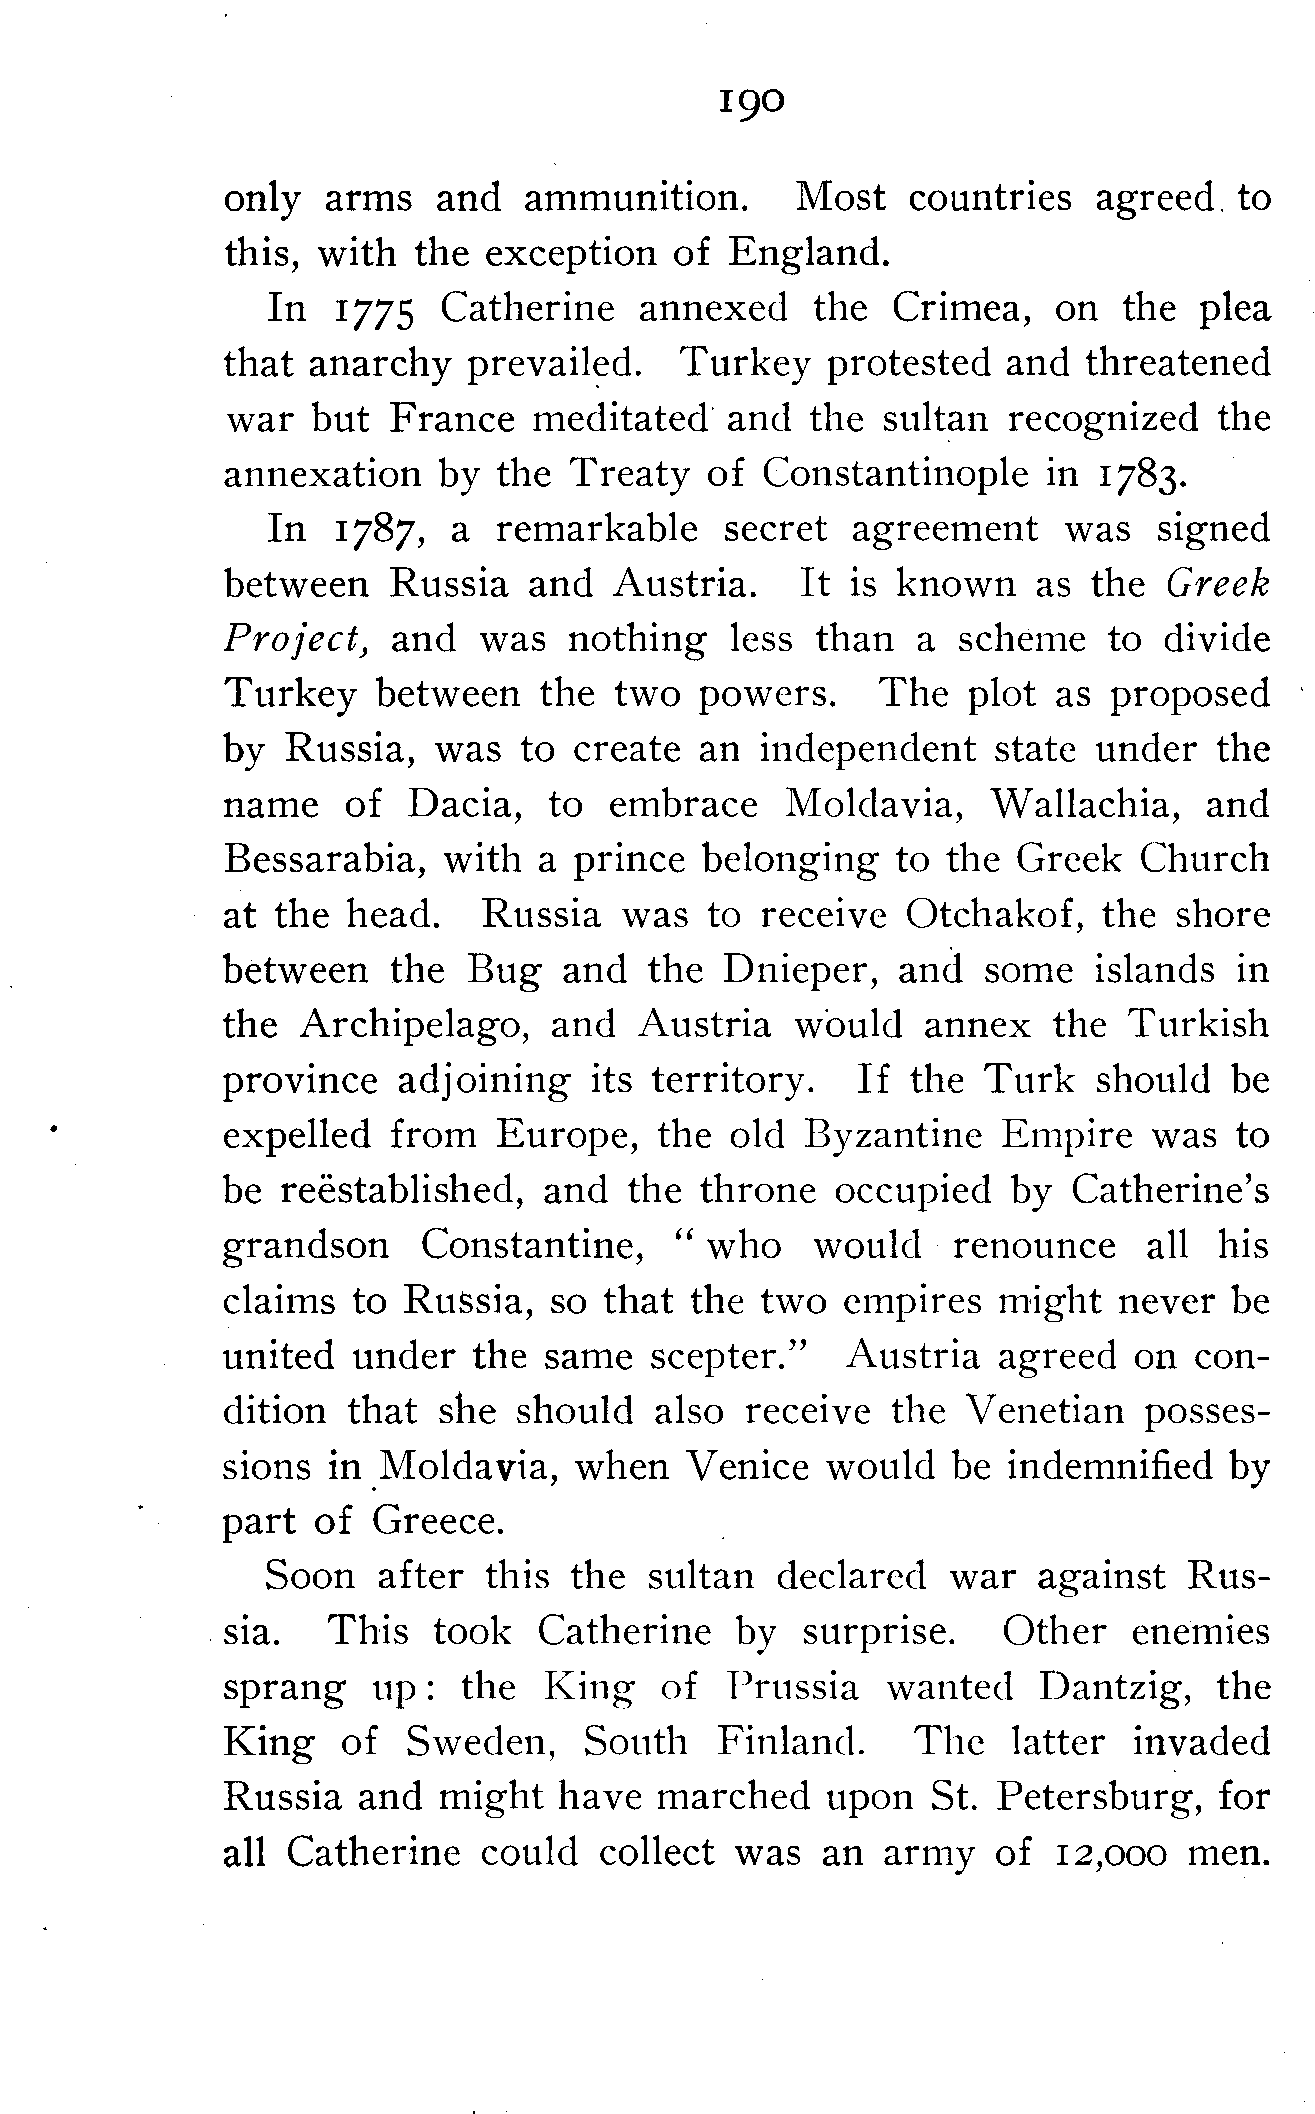 190
only arms and ammunition. Most countries agreed to
this, with the exception of England.
In 1775 Catherine annexed the Crimea, on the plea
that anarchy prevailed. Turkey protested and threatened
war but France meditated and the sultan recognized the
annexation by the Treaty of Constantinople in 1783.
In 1787, a remarkable secret agreement was signed
between Russia and Austria. It is known as the Greek
Project, and was nothing less than a scheme to divide
Turkey between the two powers. The plot as proposed
by Russia, was to create an independent state under the
name of Dacia, to embrace Moldavia, Wallachia, and
Bessarabia, with a prince belonging to the Greek Church
at the head. Russia was to receive Otchakof, the shore
between the Bug and the Dnieper, and some islands in
the Archipelago, and Austria would annex the Turkish
province adjoining its territory. If the Turk should be
expelled from Europe, the old Byzantine Empire was to
be reëstablished, and the throne occupied by Catherine's
grandson Constantine, “ who would renounce all his
claims to Russia, so that the two empires might never be
united under the same scepter.” Austria agreed on con-
dition that she should also receive the Venetian posses-
sions in Moldavia, when Venice would be indemnified by
part of Greece.
Soon after this the sultan declared war against Rus-
sia. This took Catherine by surprise. Other enemies
sprang up : the King of Prussia wanted Dantzig, the
King of Sweden, South Finland. The latter invaded
Russia and might have marched upon St. Petersburg, for
all Catherine could collect was an army of 12,000 men.